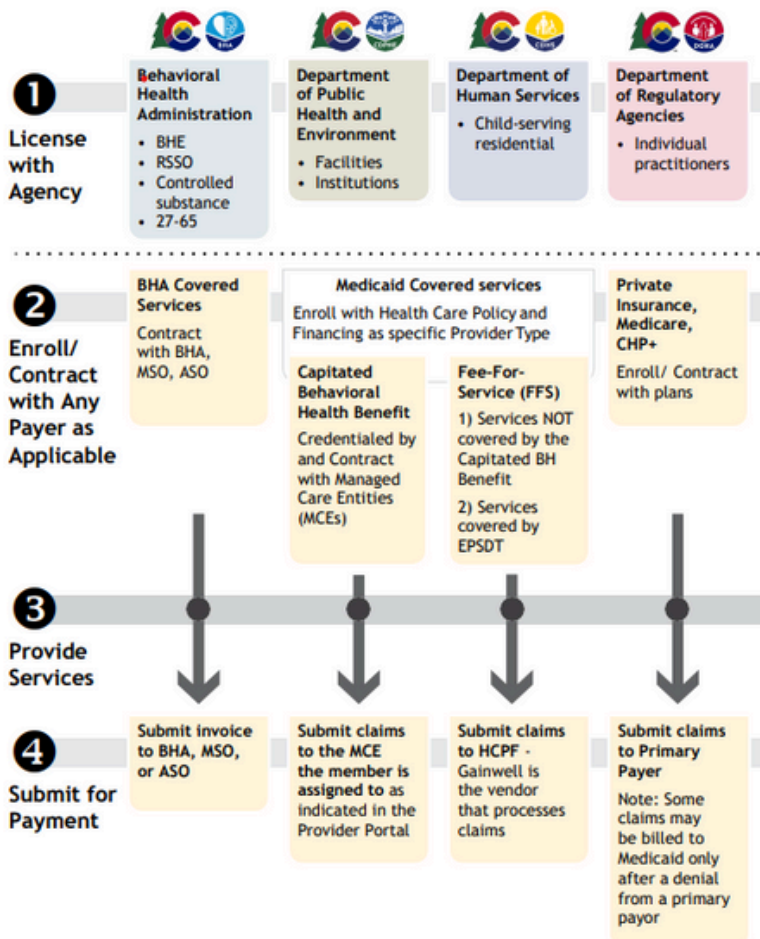 BHA
CDPHE
CDHS
DORA
1
License
with
Agency
Behavioral
Health
Administration
• BHE
• RSSO
• Controlled
substance
• 27-65
Department
of Public
Health and
Environment
• Facilities
• Institutions
Department of
Human Services
• Child-serving
residential
Department
of Regulatory
Agencies
• Individual
practitioners
2
Enroll/
Contract
with Any
Payer as
Applicable
BHA Covered
Services
Contract
with BHA,
MSO, ASO
Medicaid Covered services
Enroll with Health Care Policy and
Financing as specific Provider Type
Capitated
Behavioral
Health Benefit
Credentialed by
and Contract
with Managed
Care Entities
(MCEs)
Fee-For-
Service (FFS)
1) Services NOT
covered by the
Capitated BH
Benefit
2) Services
covered by
EPSDT
Private
Insurance,
Medicare,
CHP+
Enroll/ Contract
with plans
3
Provide
Services
4
Submit for
Payment
Submit invoice
to BHA, MSO,
or ASO
Submit claims
to the MCE
the member is
assigned to as
indicated in the
Provider Portal
Submit claims
to HCPF -
Gainwell is
the vendor
that processes
claims
Submit claims
to Primary
Payer
Note: Some
claims may
be billed to
Medicaid only
after a denial
from a primary
payor